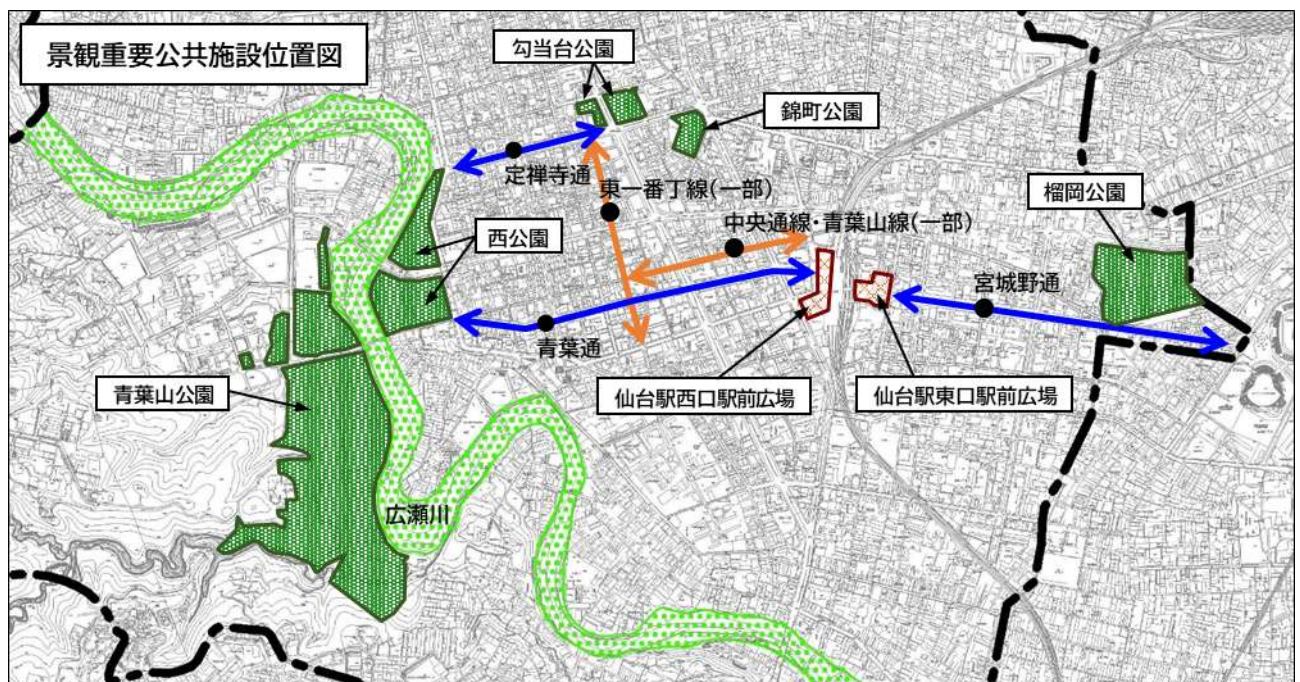 景観重要公共施設位置図
勾当台公園
錦町公園
定禅寺通
東一番丁線(一部)
榴岡公園
西公園
中央通線・青葉山線(一部)
宮城野通
青葉通
青葉山公園
仙台駅西口駅前広場
仙台駅東口駅前広場
広瀬川